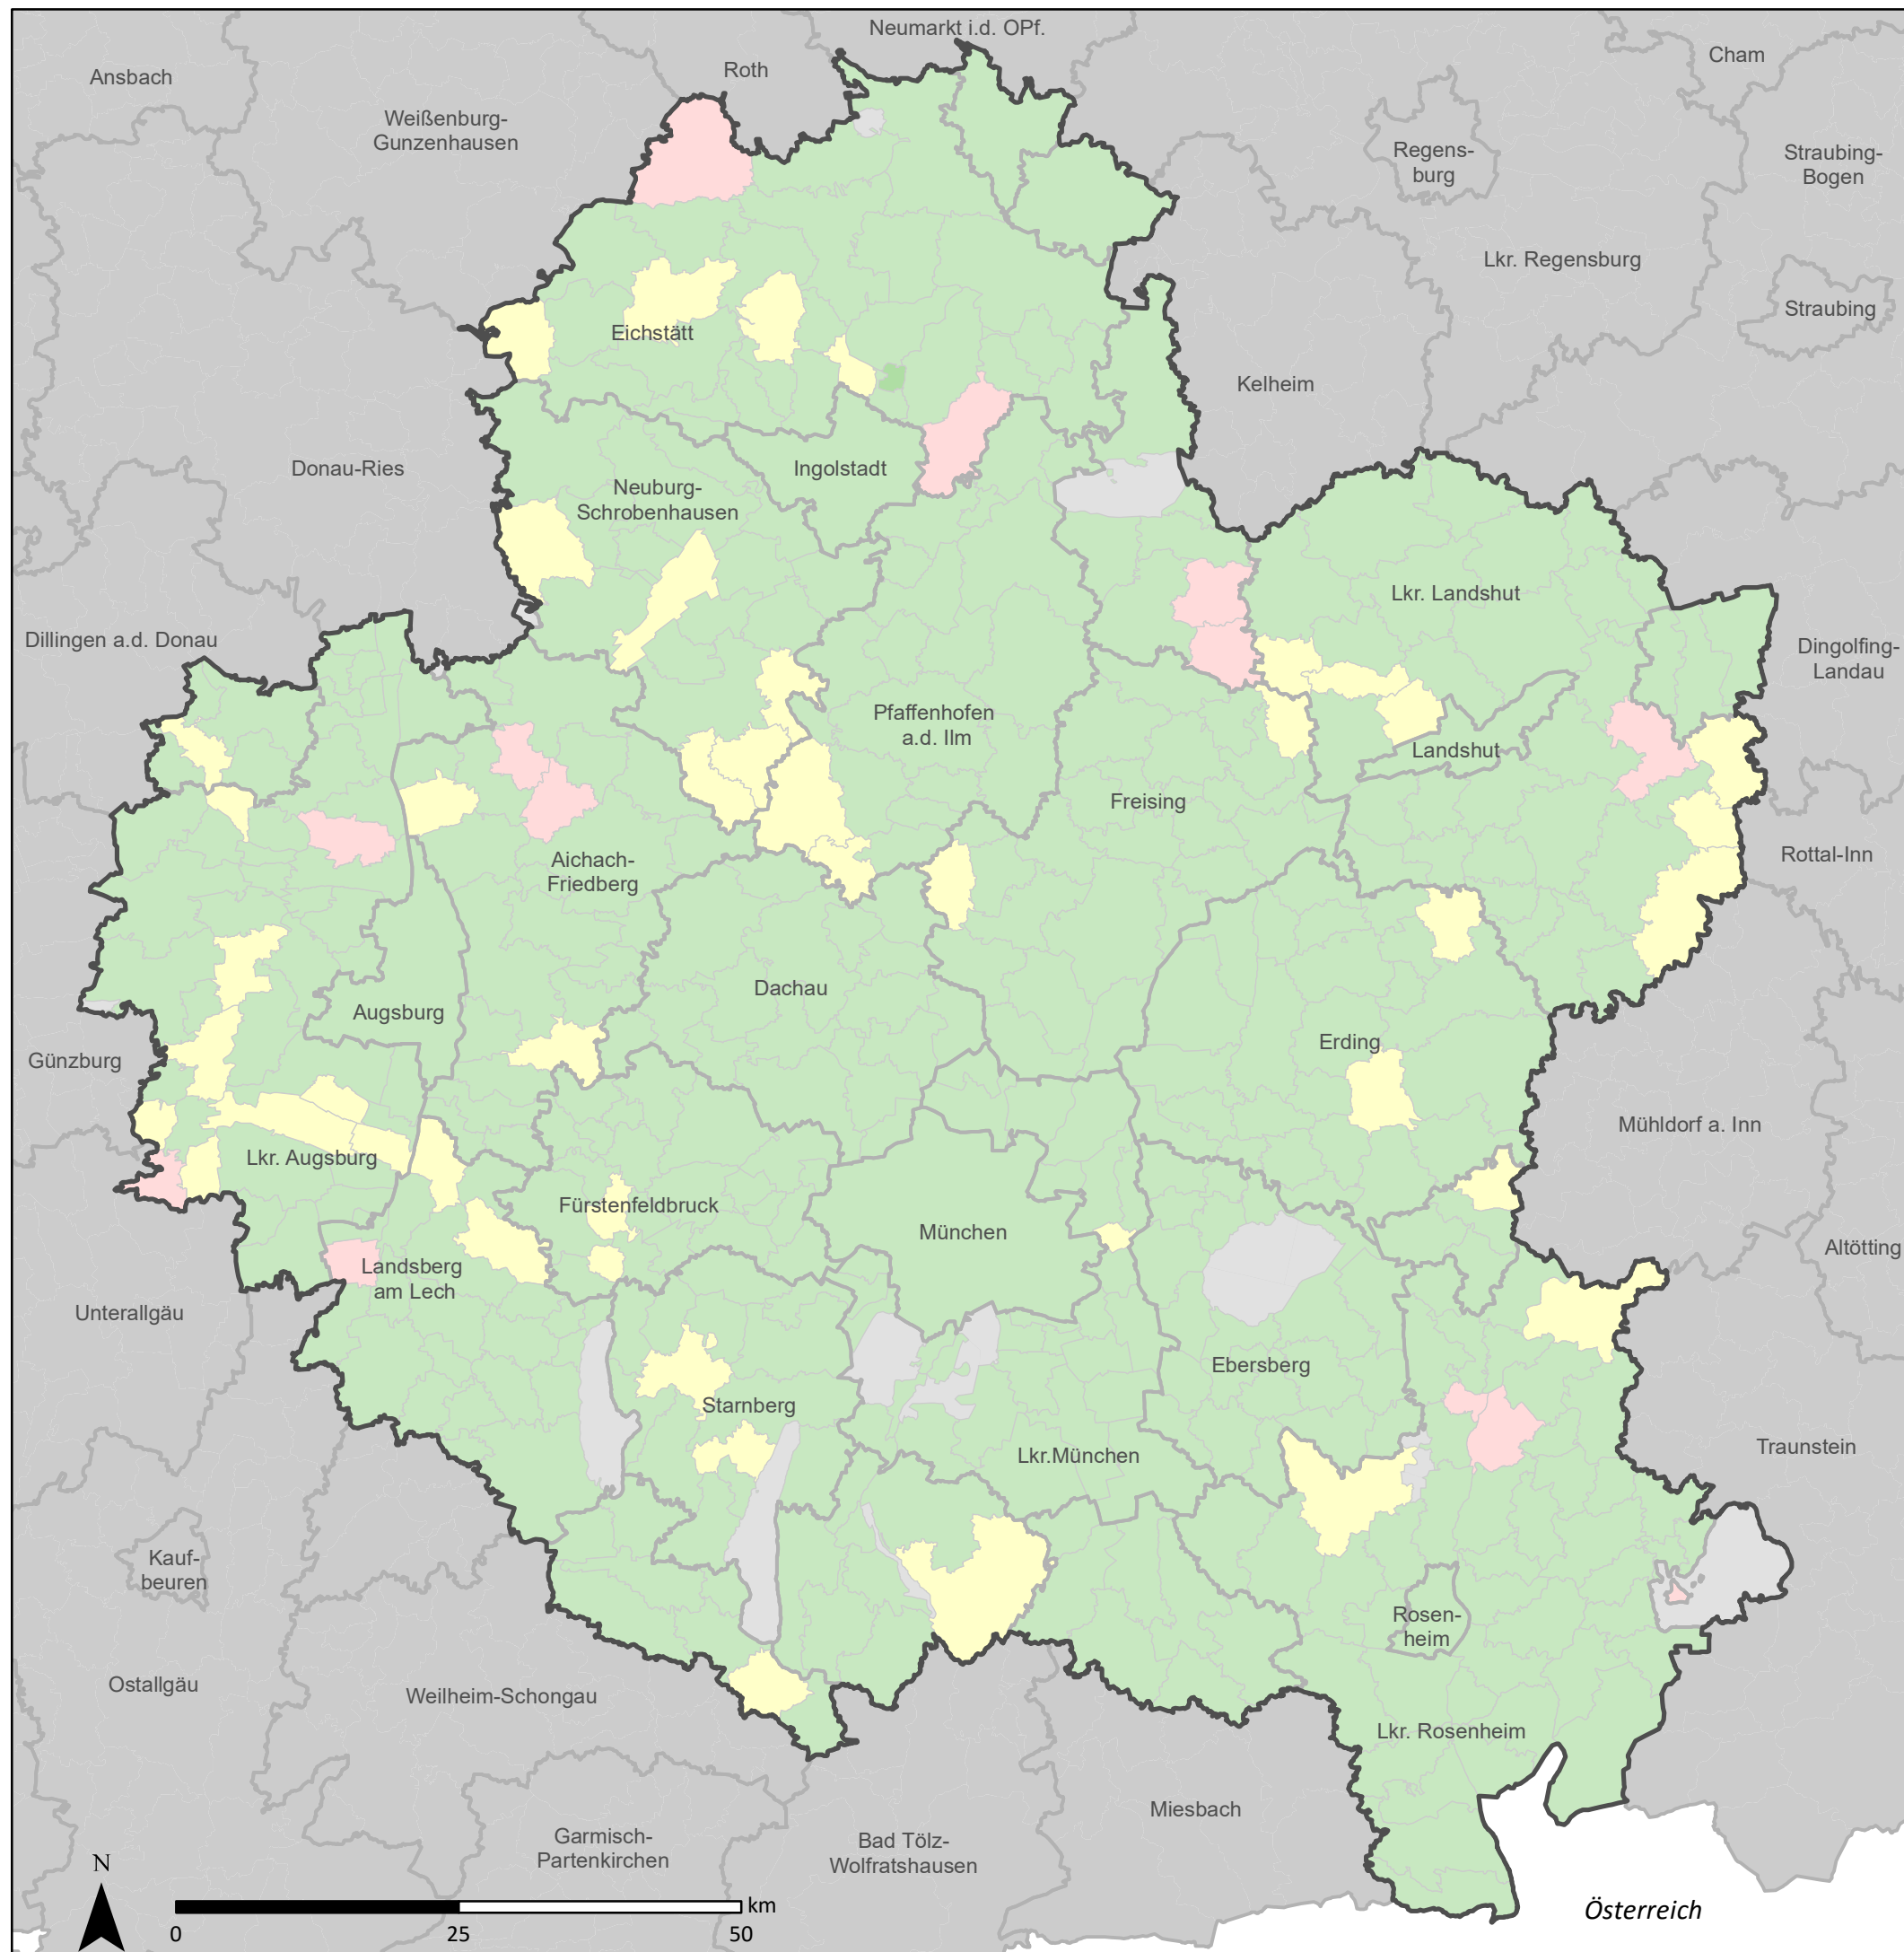 Neumarkt i.d. OPf.
Cham
Roth
Ansbach
Weißenburg-
Gunzenhausen
Regens-
burg
Straubing-
Bogen
Lkr. Regensburg
Straubing
Eichstätt
Kelheim
Donau-Ries
Ingolstadt
Neuburg-
Schrobenhausen
Lkr. Landshut
Dillingen a.d. Donau
Dingolfing-
Landau
Pfaffenhofen
a.d. Ilm
Landshut
Freising
Aichach-
Friedberg
Rottal-Inn
Dachau
Augsburg
Erding
Günzburg
Mühldorf a. Inn
Lkr. Augsburg
Fürstenfeldbruck
München
Altötting
Landsberg
am Lech
Unterallgäu
Ebersberg
Starnberg
Lkr.München
Traunstein
Kauf-
beuren
Rosen-
heim
Ostallgäu
Weilheim-Schongau
Lkr. Rosenheim
Miesbach
Garmisch-
Partenkirchen
Bad Tölz-
Wolfratshausen
N
km
0 25 50
Österreich